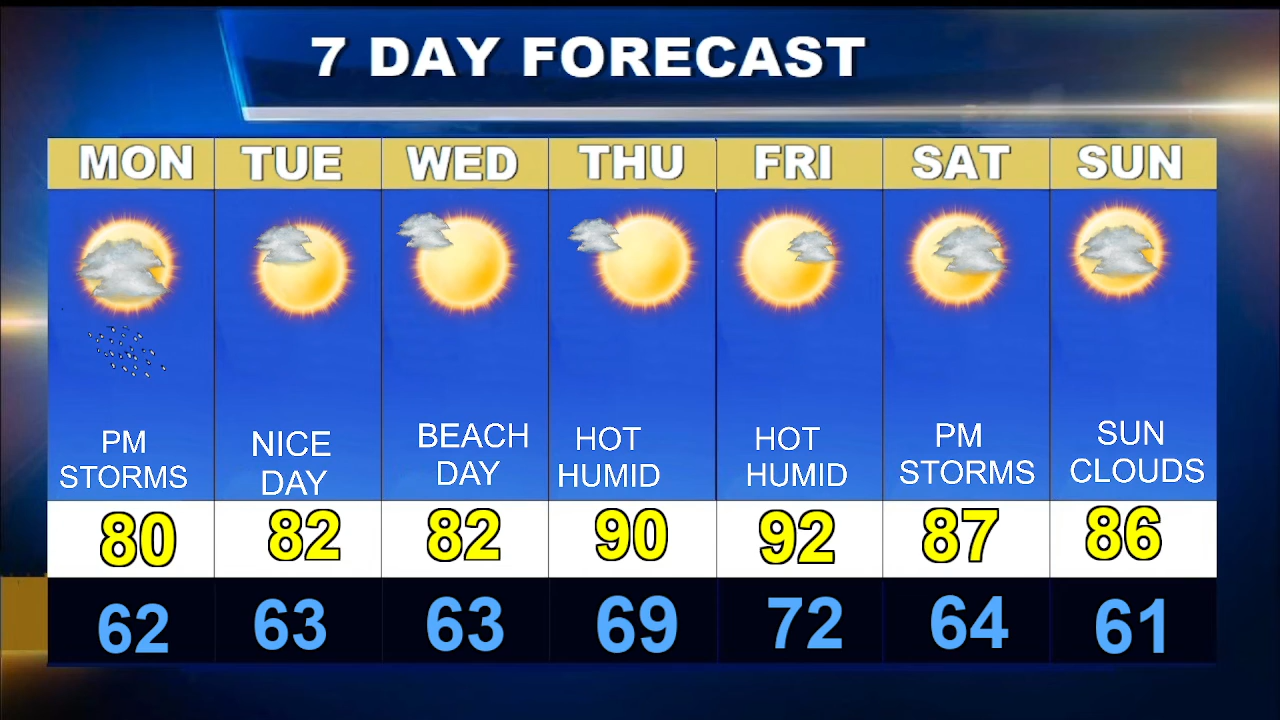 7 DAY FORECAST
MON TUE WED THU FRI SAT SUN
PM STORMS
NICE DAY
BEACH DAY
HOT HUMID
HOT HUMID
PM STORMS
SUN CLOUDS
80 82 82 90 92 87 86
62 63 63 69 72 64 61